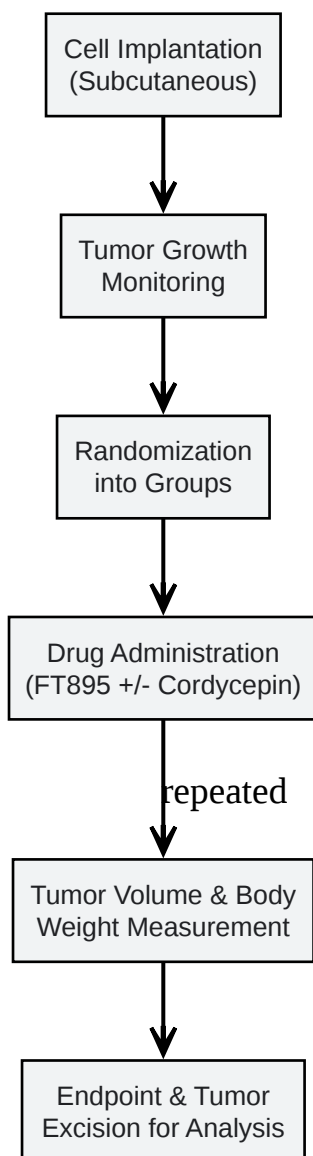 Cell Implantation
(Subcutaneous)
Tumor Growth
Monitoring
Randomization
into Groups
Drug Administration
(FT895 +/- Cordycepin)
repeated
Tumor Volume & Body
Weight Measurement
Endpoint & Tumor
Excision for Analysis